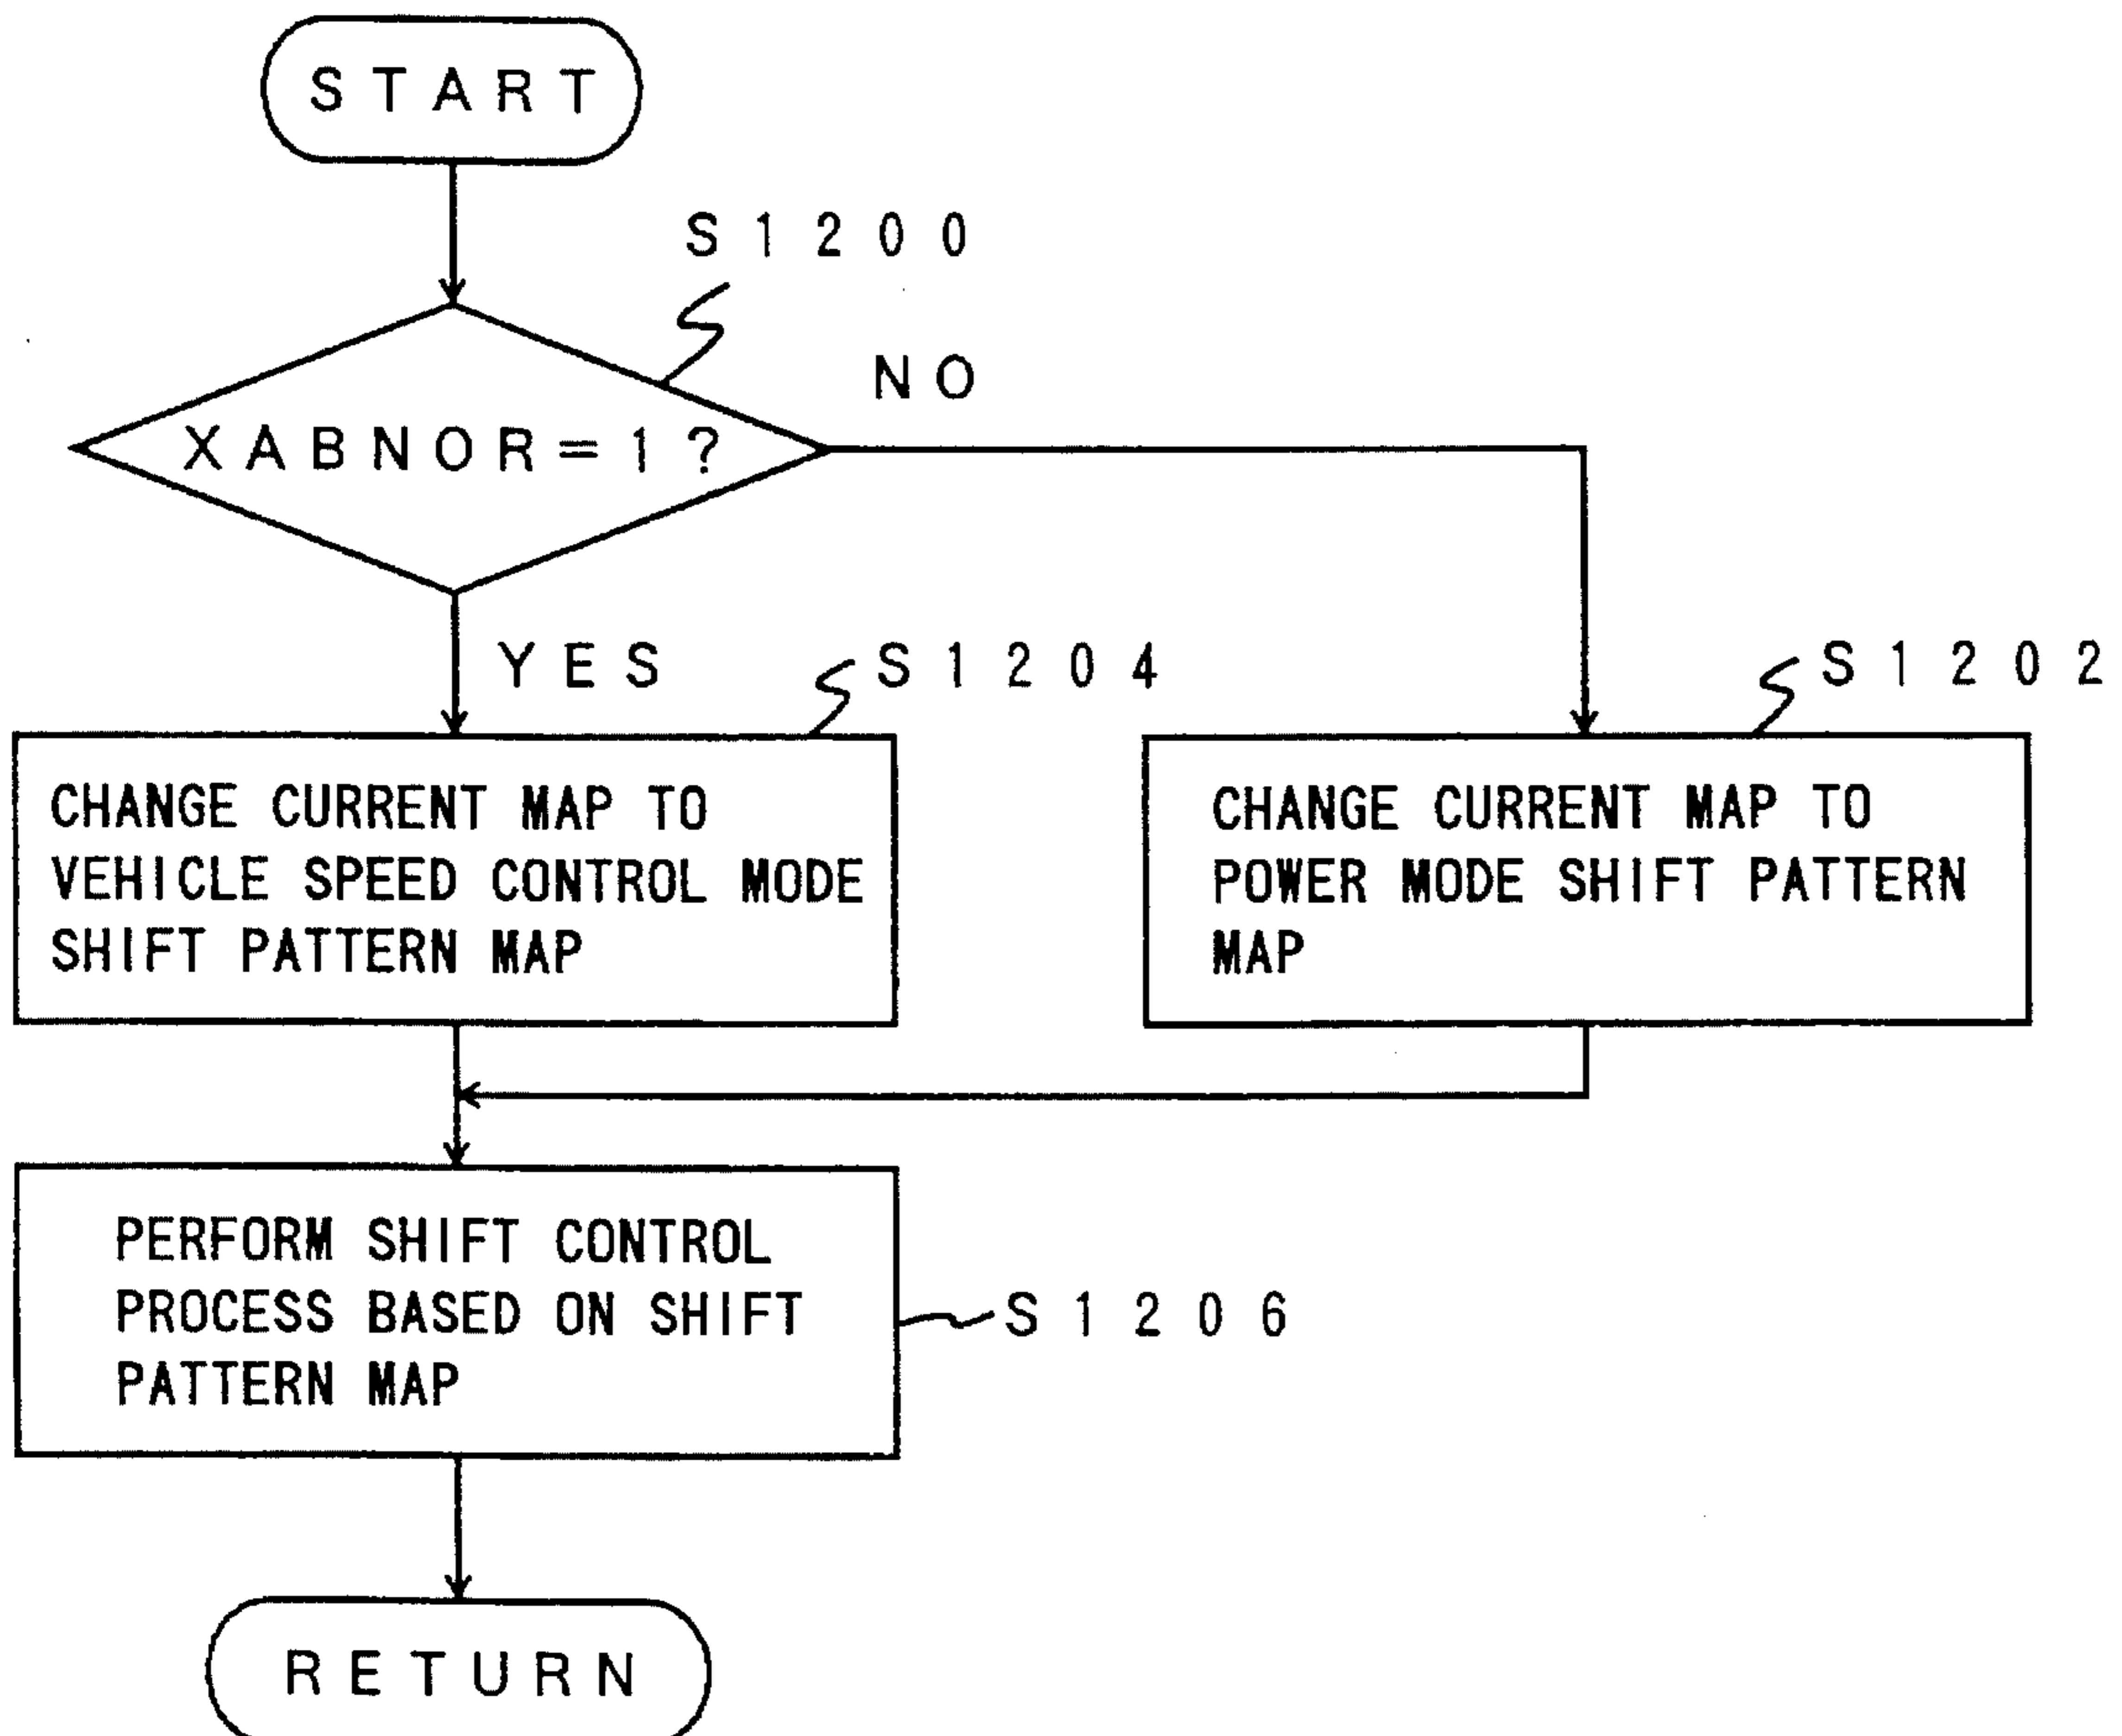 START
S1200
NO
XABNOR=1?
YES
S1204
S1202
CHANGE CURRENT MAP TO
VEHICLE SPEED CONTROL MODE
SHIFT PATTERN MAP
CHANGE CURRENT MAP TO
POWER MODE SHIFT PATTERN
MAP
PERFORM SHIFT CONTROL
PROCESS BASED ON SHIFT
PATTERN MAP
S1206
RETURN